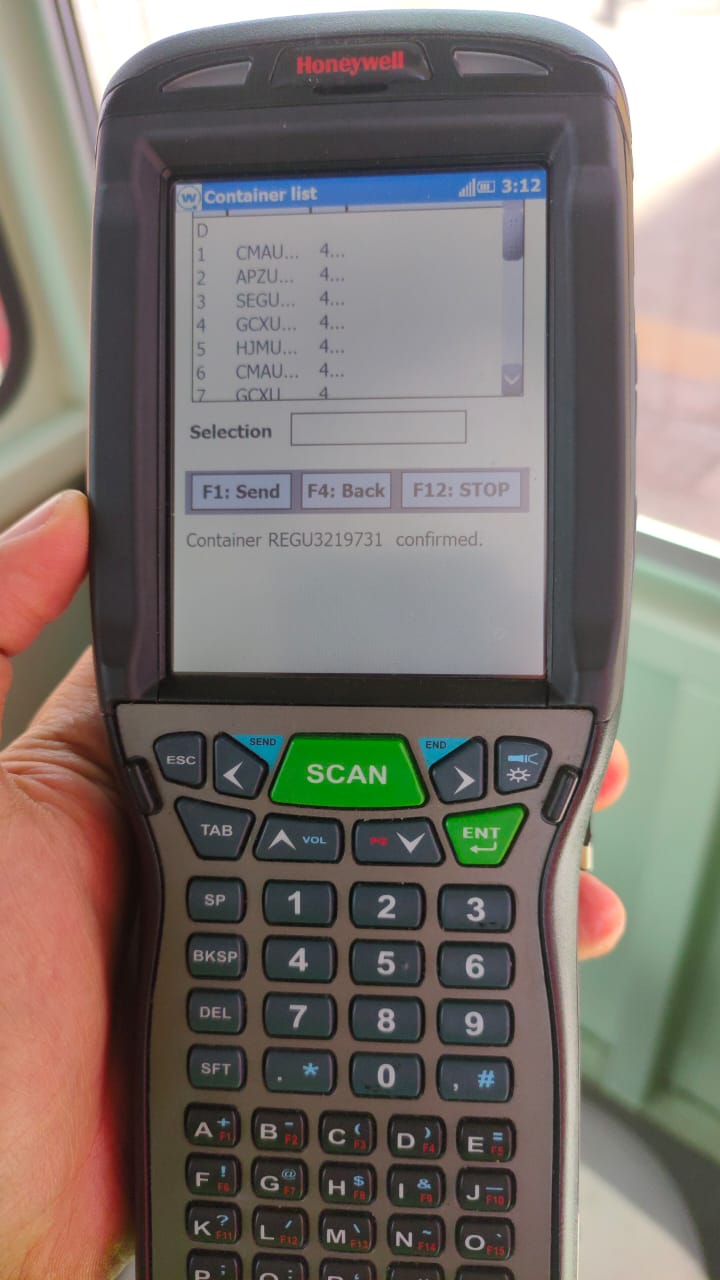 Honeywell
W Container list 3:12
D
1 CMAU... 4...
2 APZU... 4...
3 SEGU... 4...
4 GCXU... 4...
5 HJMU... 4...
6 CMAU... 4...
7 GCXU 4
Selection
F1: Send F4: Back F12: STOP
Container REGU3219731 confirmed.
ESC SEND SCAN END
TAB VOL ENT
SP 1 2 3
BKSP 4 5 6
DEL 7 8 9
SFT . * 0 , #
A + F1 B - F2 C ( F3 D ) F4 E = F5
F ! F6 G @ F7 H $ F8 I & F9 J — F10
K ? F11 L / F12 M \ F13 N ~ F14 O ` F15